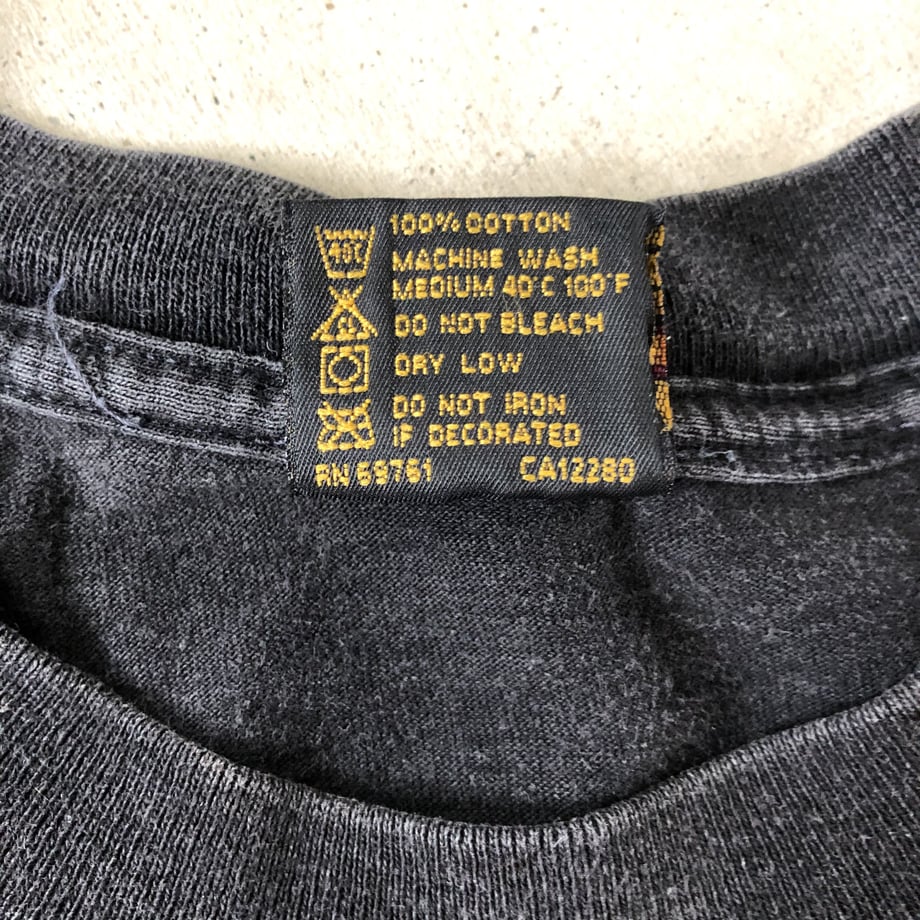 100% COTTON
40°C
MACHINE WASH
MEDIUM 40°C 100°F
DO NOT BLEACH
DRY LOW
DO NOT IRON
IF DECORATED
RN 69761 CA12280